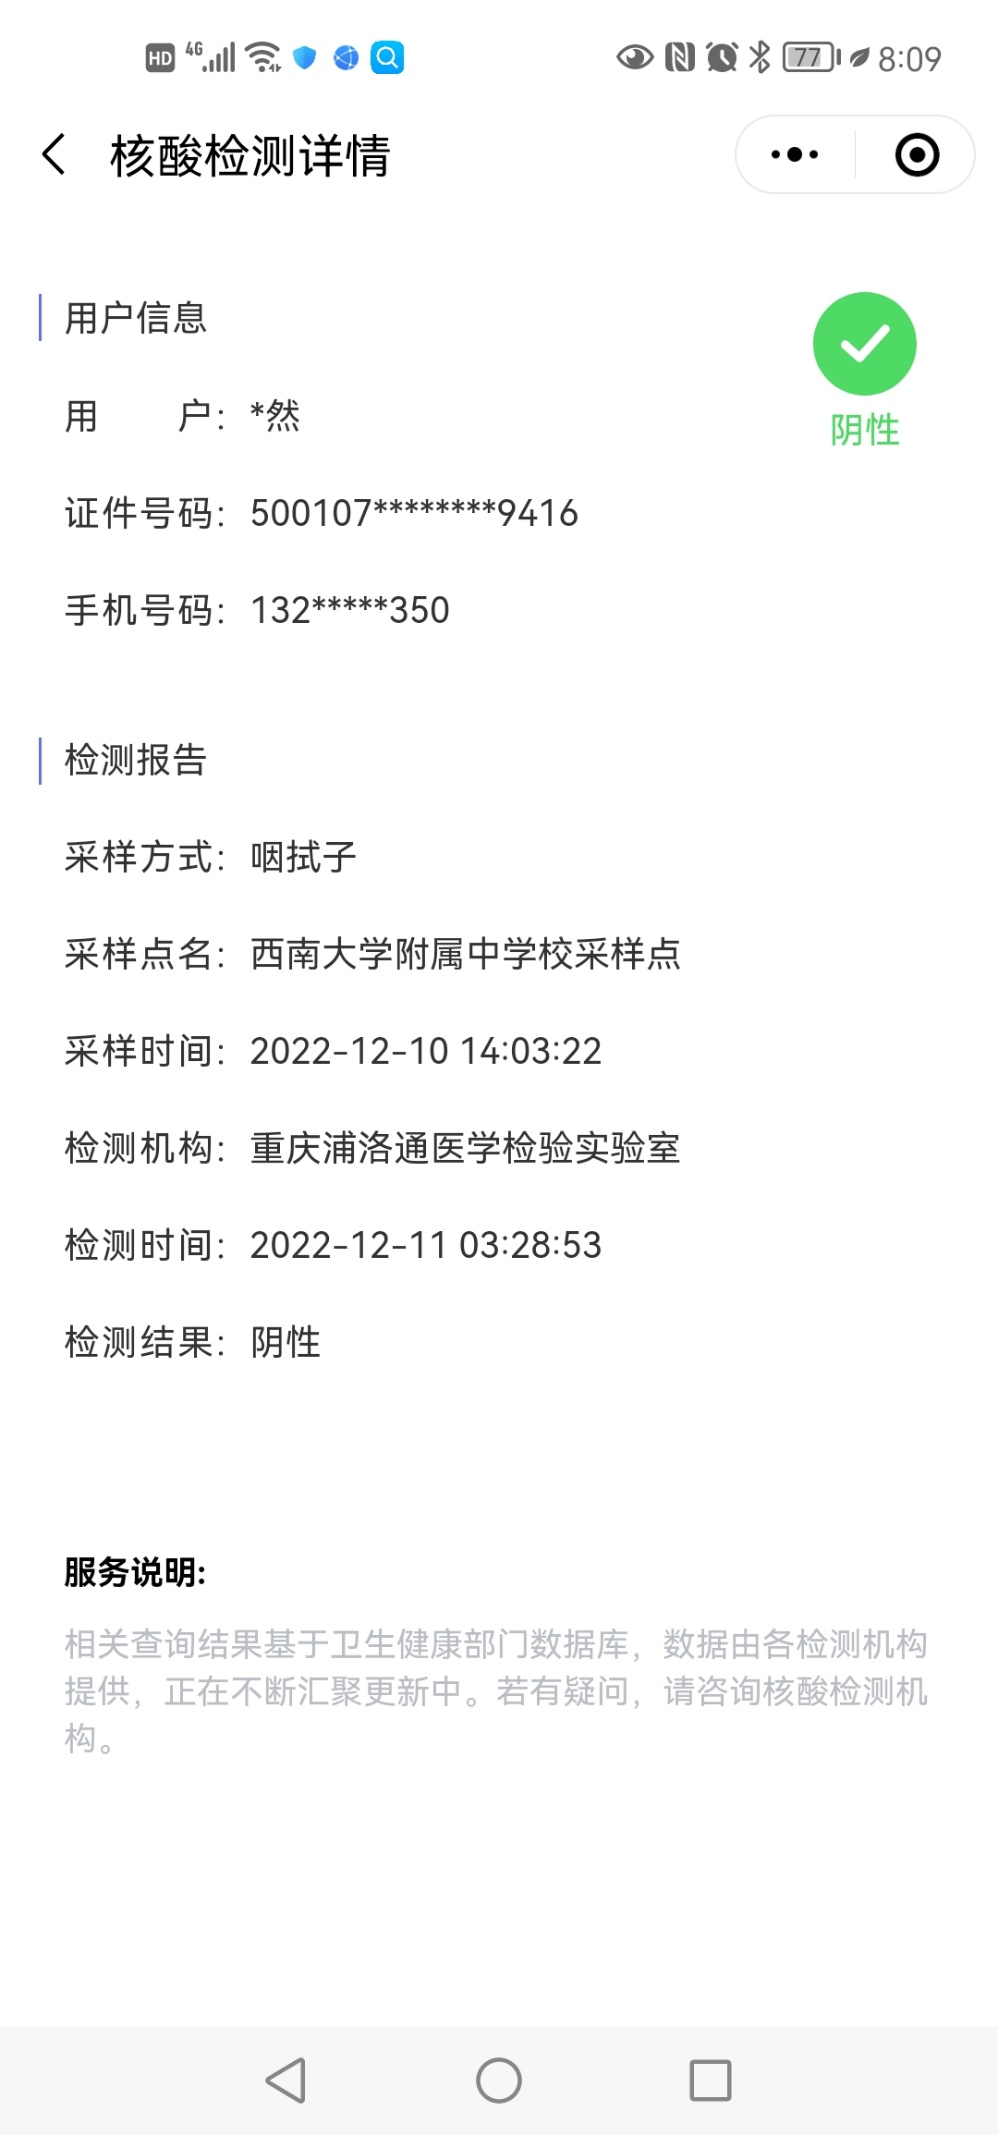 HD 4G 77 8:09
核酸检测详情
用户信息
阴性
用 户: *然
证件号码: 500107********9416
手机号码: 132*****350
检测报告
采样方式: 咽拭子
采样点名: 西南大学附属中学校采样点
采样时间: 2022-12-10 14:03:22
检测机构: 重庆浦洛通医学检验实验室
检测时间: 2022-12-11 03:28:53
检测结果: 阴性
服务说明:
相关查询结果基于卫生健康部门数据库，数据由各检测机构
提供，正在不断汇聚更新中。若有疑问，请咨询核酸检测机
构。